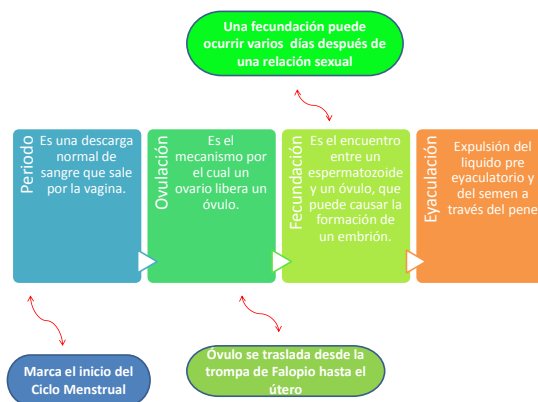 Una fecundación puede
ocurrir varios días después de
una relación sexual
Periodo
Es una descarga
normal de
sangre que sale
por la vagina.
Ovulación
Es el
mecanismo por
el cual un
ovario libera un
óvulo.
Fecundación
Es el encuentro
entre un
espermatozoide
y un óvulo, que
puede causar la
formación de
un embrión.
Eyaculación
Expulsión del
liquido pre
eyaculatorio y
del semen a
través del pene
Marca el inicio del
Ciclo Menstrual
Óvulo se traslada desde la
trompa de Falopio hasta el
útero